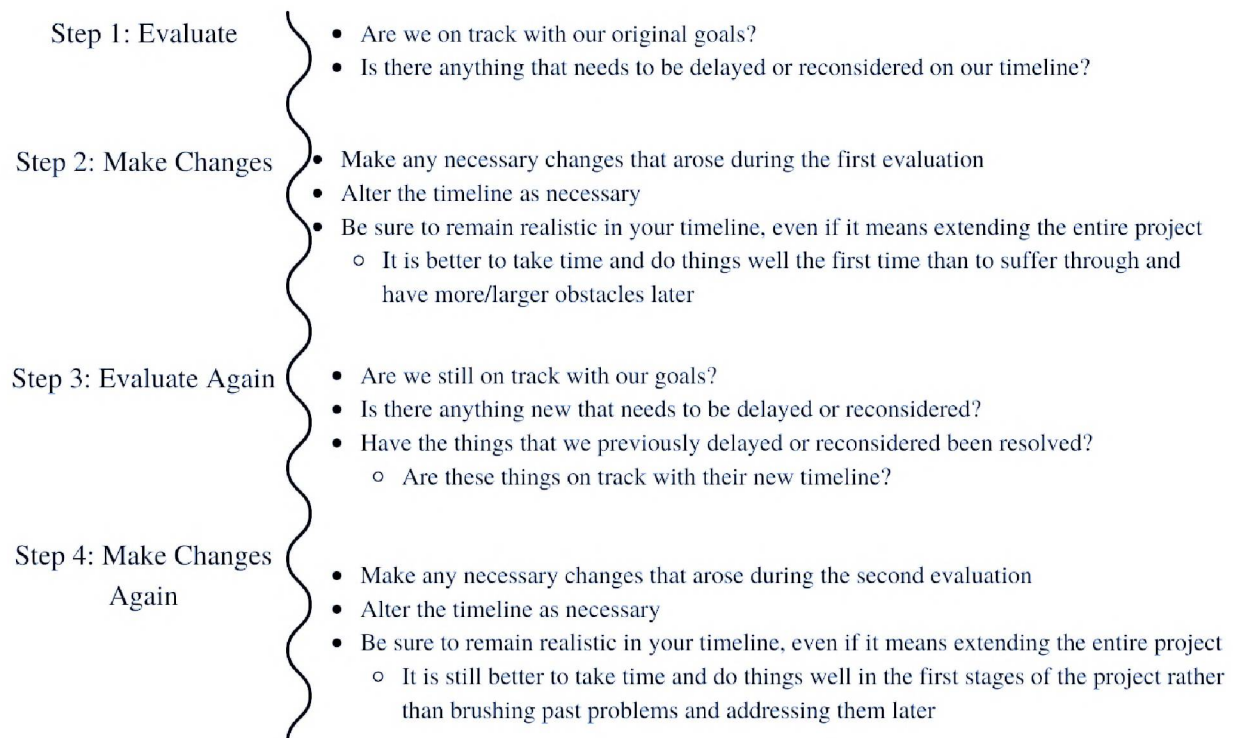 Step 1: Evaluate
• Are we on track with our original goals?
• Is there anything that needs to be delayed or reconsidered on our timeline?
Step 2: Make Changes
• Make any necessary changes that arose during the first evaluation
• Alter the timeline as necessary
• Be sure to remain realistic in your timeline, even if it means extending the entire project
○ It is better to take time and do things well the first time than to suffer through and
have more/larger obstacles later
Step 3: Evaluate Again
• Are we still on track with our goals?
• Is there anything new that needs to be delayed or reconsidered?
• Have the things that we previously delayed or reconsidered been resolved?
○ Are these things on track with their new timeline?
Step 4: Make Changes
Again
• Make any necessary changes that arose during the second evaluation
• Alter the timeline as necessary
• Be sure to remain realistic in your timeline, even if it means extending the entire project
○ It is still better to take time and do things well in the first stages of the project rather
than brushing past problems and addressing them later